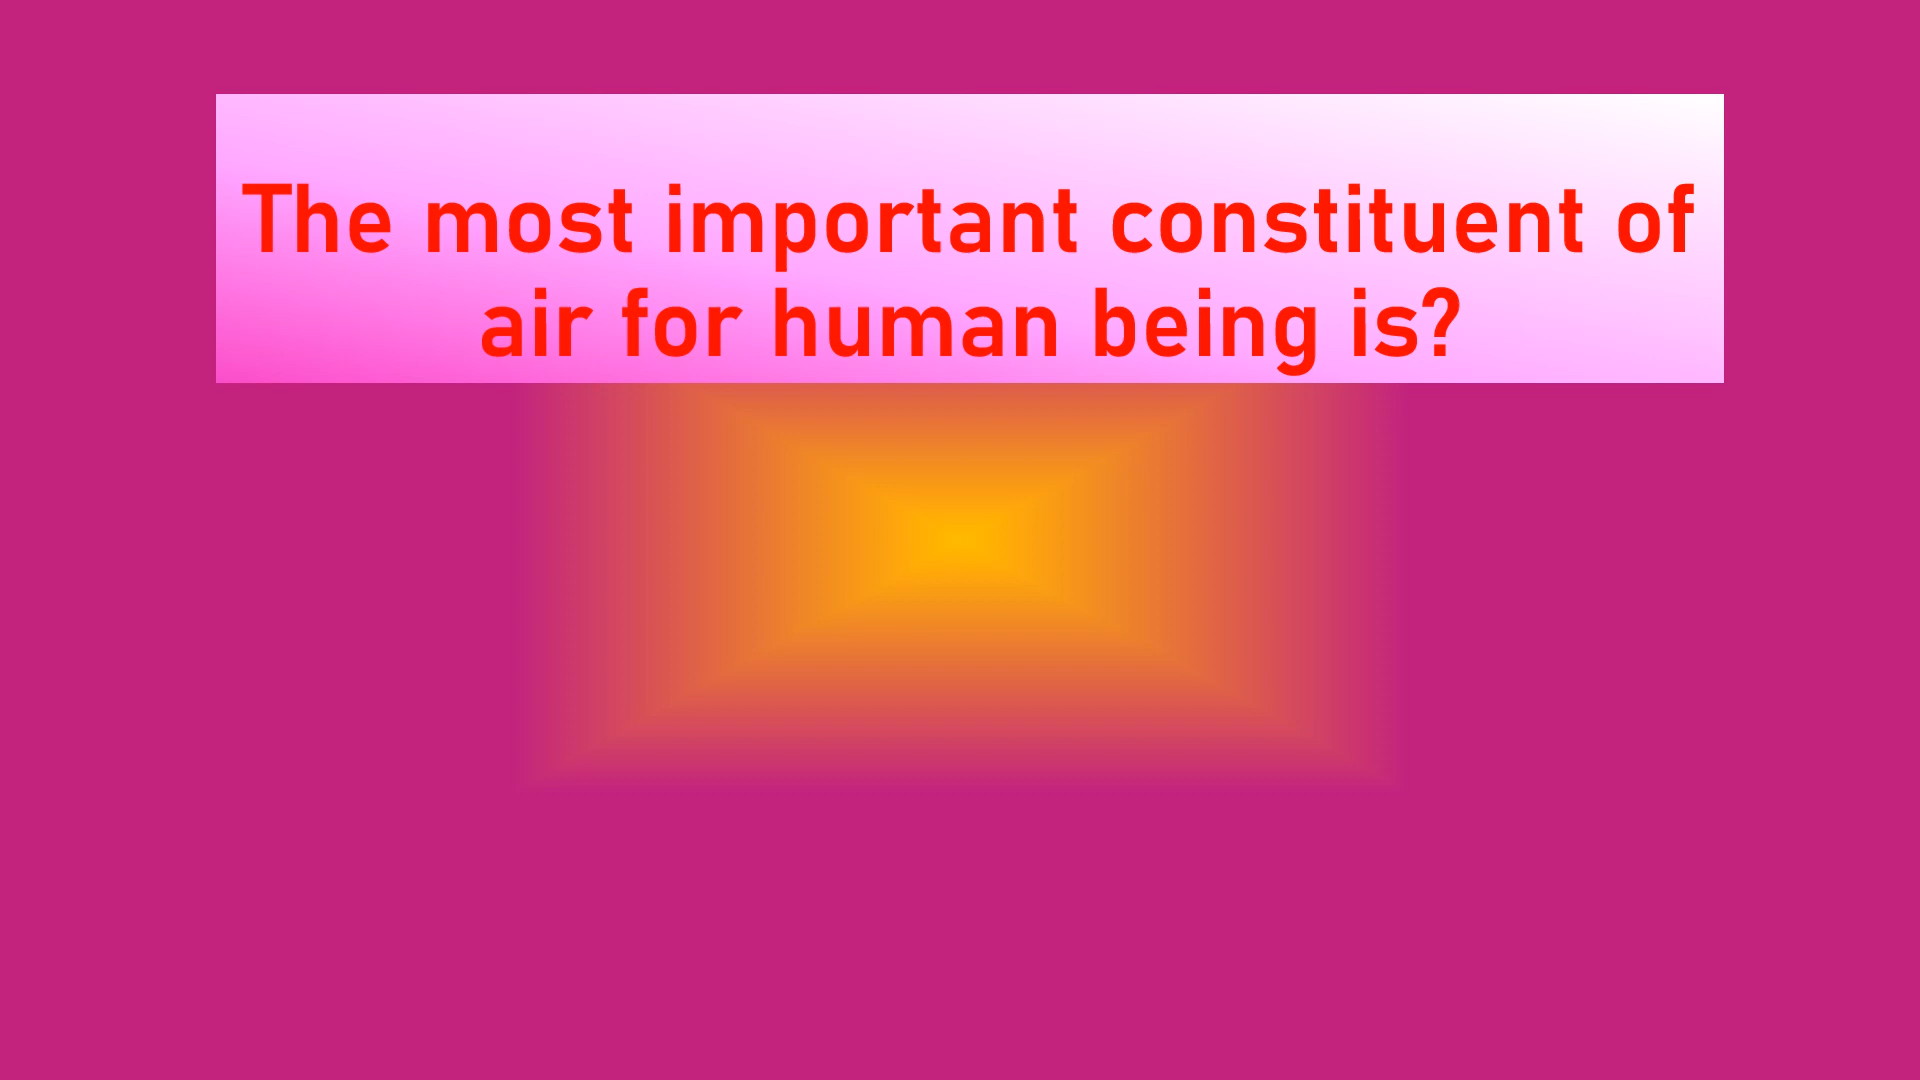 The most important constituent of
air for human being is?